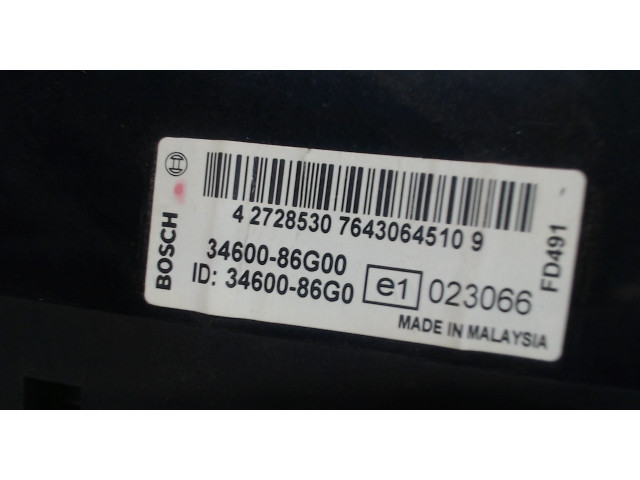 BOSCH
4 2728530 7643064510 9
34600-86G00
ID: 34600-86G0
e1 023066
MADE IN MALAYSIA
FD491